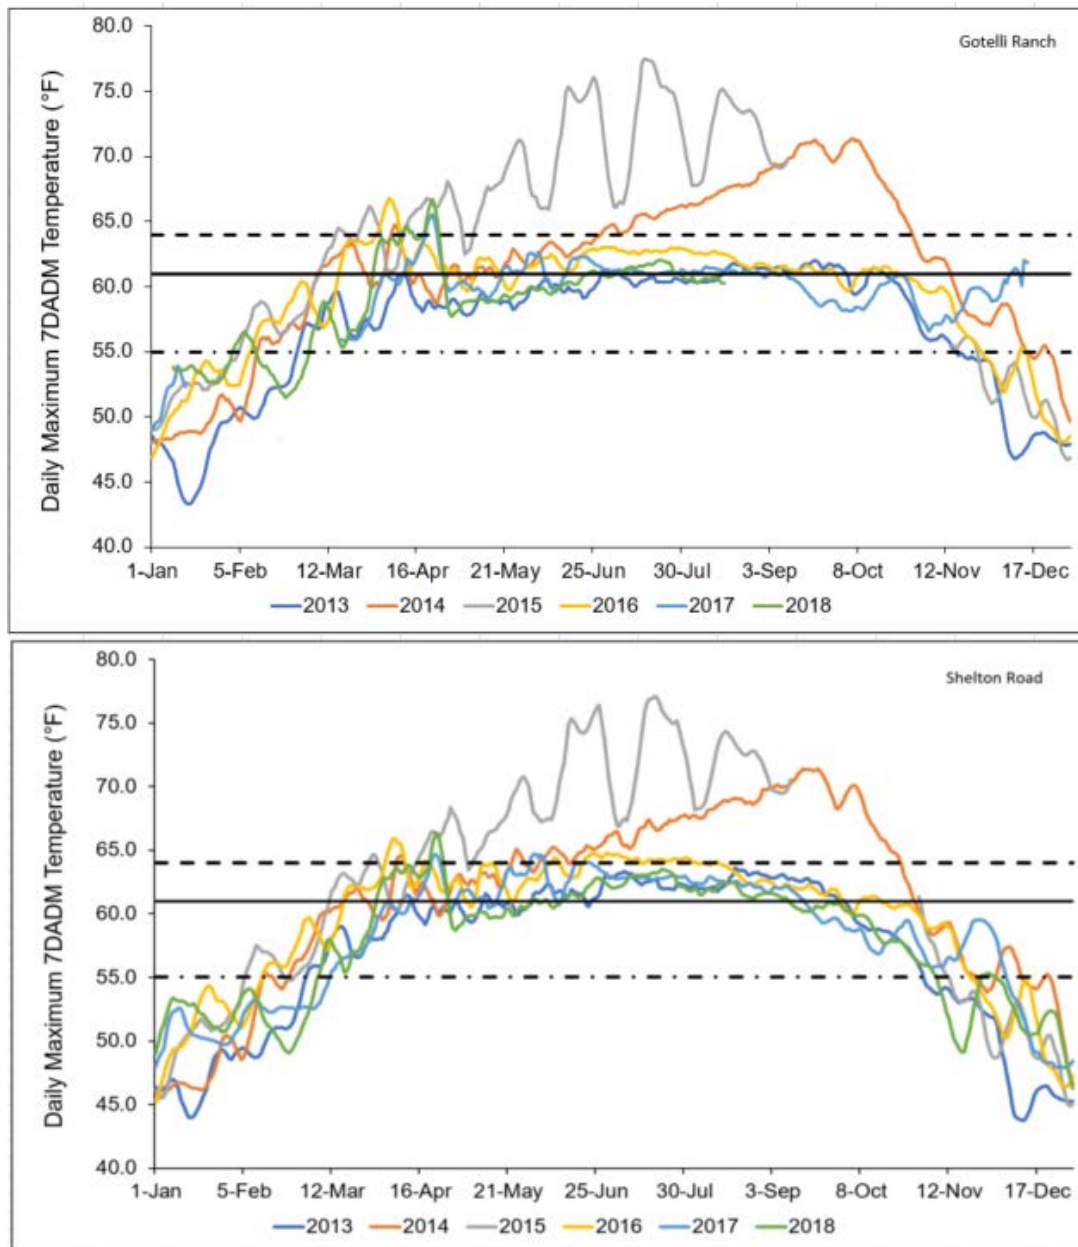 Gotelli Ranch
Daily Maximum 7DADM Temperature (°F)
80.0
75.0
70.0
65.0
60.0
55.0
50.0
45.0
40.0
1-Jan 5-Feb 12-Mar 16-Apr 21-May 25-Jun 30-Jul 3-Sep 8-Oct 12-Nov 17-Dec
2013 2014 2015 2016 2017 2018
Shelton Road
Daily Maximum 7DADM Temperature (°F)
80.0
75.0
70.0
65.0
60.0
55.0
50.0
45.0
40.0
1-Jan 5-Feb 12-Mar 16-Apr 21-May 25-Jun 30-Jul 3-Sep 8-Oct 12-Nov 17-Dec
2013 2014 2015 2016 2017 2018